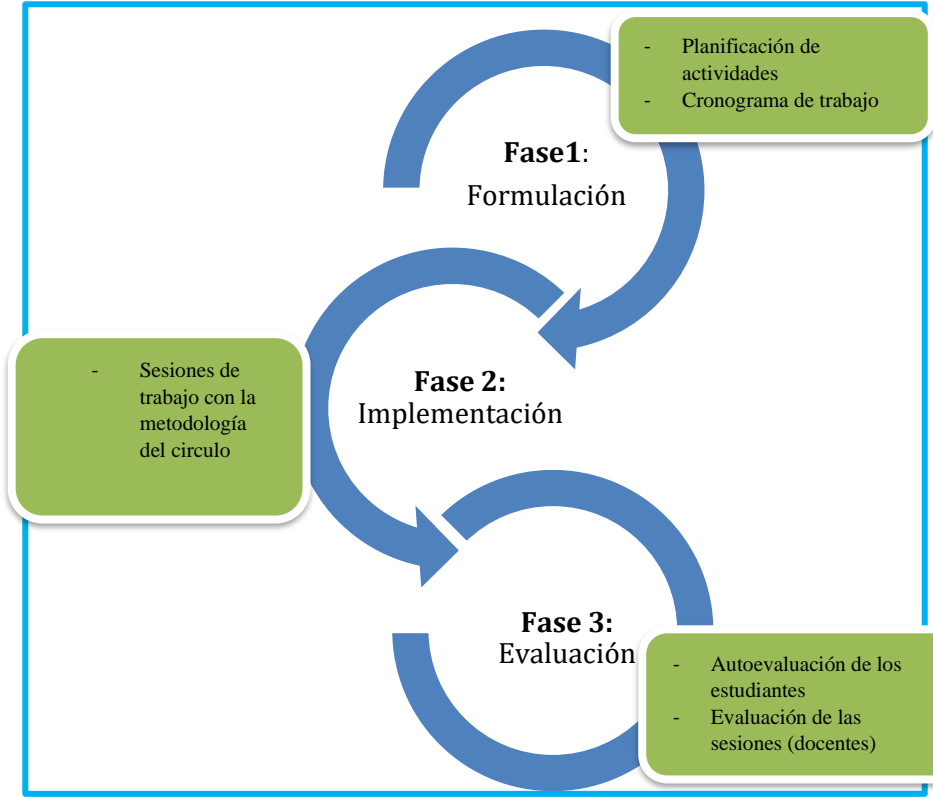 - Planificación de
actividades
- Cronograma de trabajo
Fase1:
Formulación
Fase 2:
Implementación
- Sesiones de
trabajo con la
metodología
del circulo
Fase 3:
Evaluación
- Autoevaluación de los
estudiantes
- Evaluación de las
sesiones (docentes)